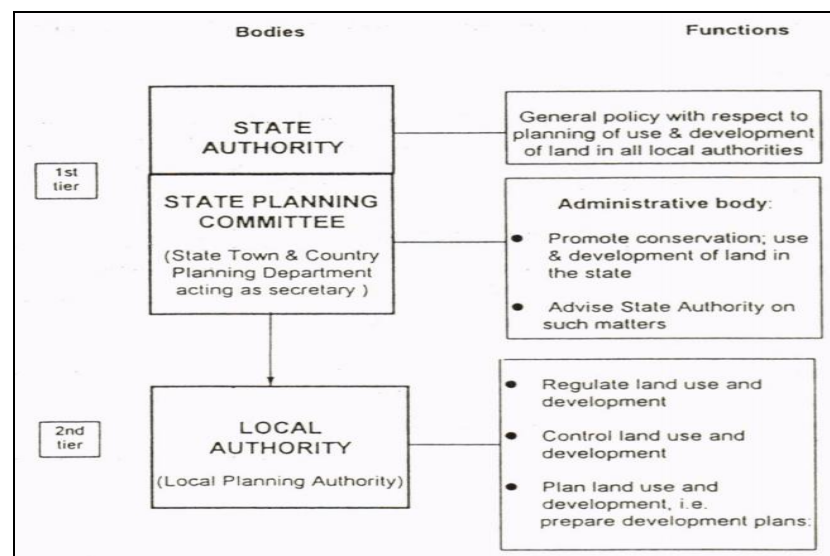 Bodies
Functions
STATE
AUTHORITY
General policy with respect to
planning of use & development
of land in all local authorities
1st
tier
STATE PLANNING
COMMITTEE
(State Town & Country
Planning Department
acting as secretary )
Administrative body:
● Promote conservation; use
& development of land in
the state
● Advise State Authority on
such matters
2nd
tier
LOCAL
AUTHORITY
(Local Planning Authority)
● Regulate land use and
development
● Control land use and
development
● Plan land use and
development, i.e.
prepare development plans: